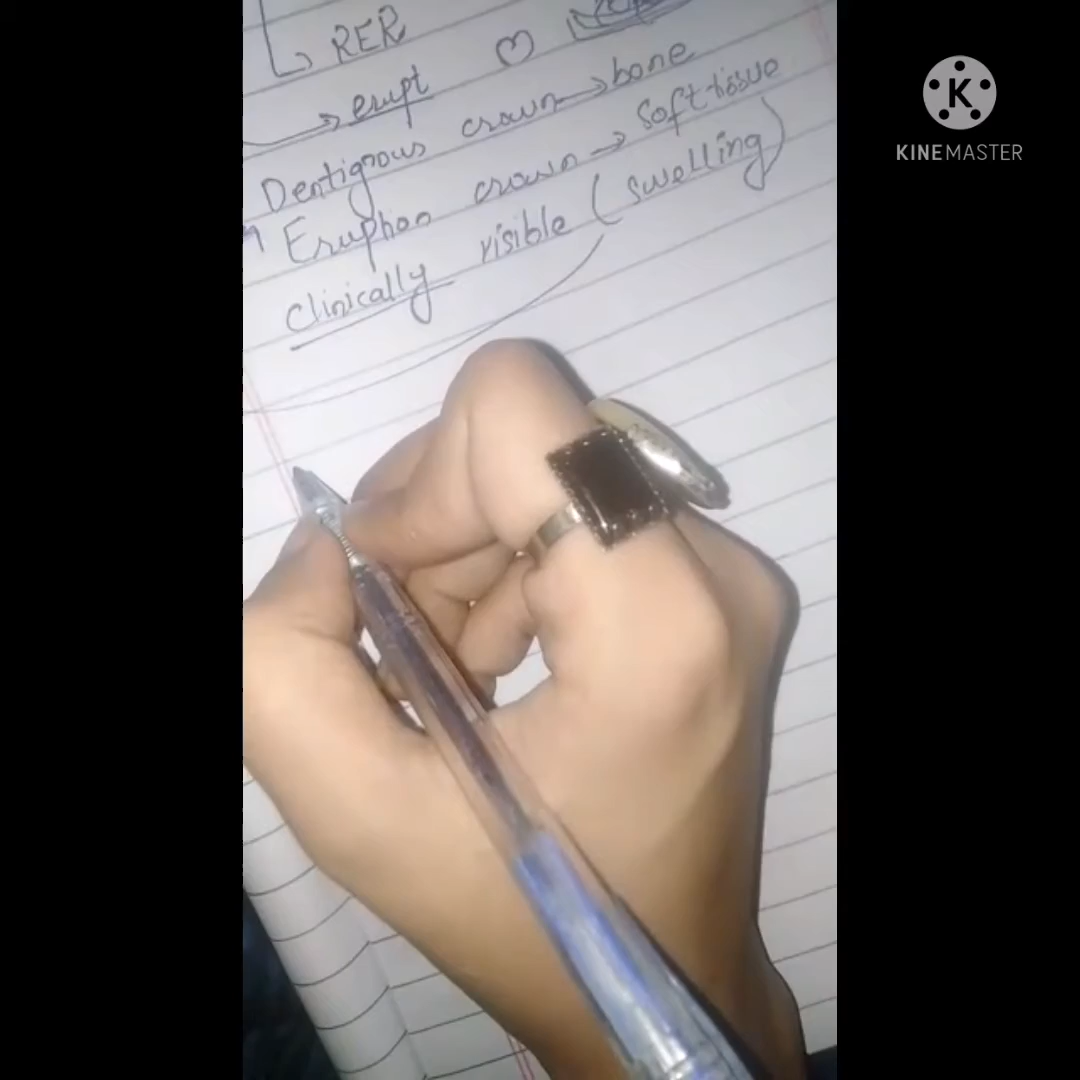 RER
erupt
Dentigrous crown → bone
Eruption crown → soft tissue
clinically visible (swelling)
K
KINEMASTER